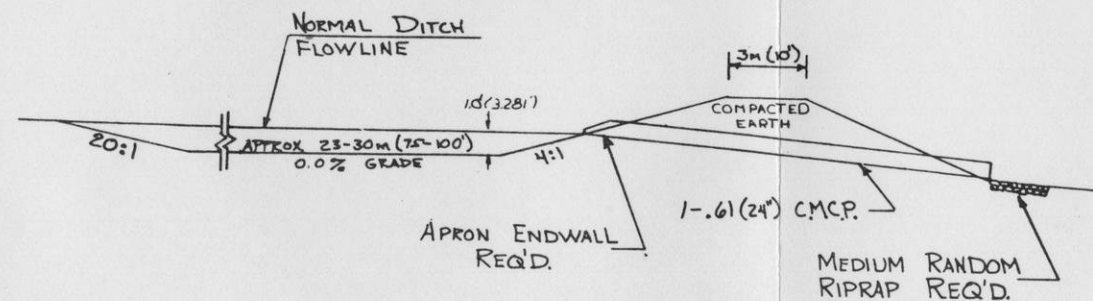 NORMAL DITCH
FLOWLINE
3m (10')
1.0 (3.281')
COMPACTED
EARTH
20:1
APPROX 23-30m (75-100')
0.0% GRADE
4:1
1-.61 (24") C.M.C.P.
APRON ENDWALL
REQ'D.
MEDIUM RANDOM
RIPRAP REQ'D.